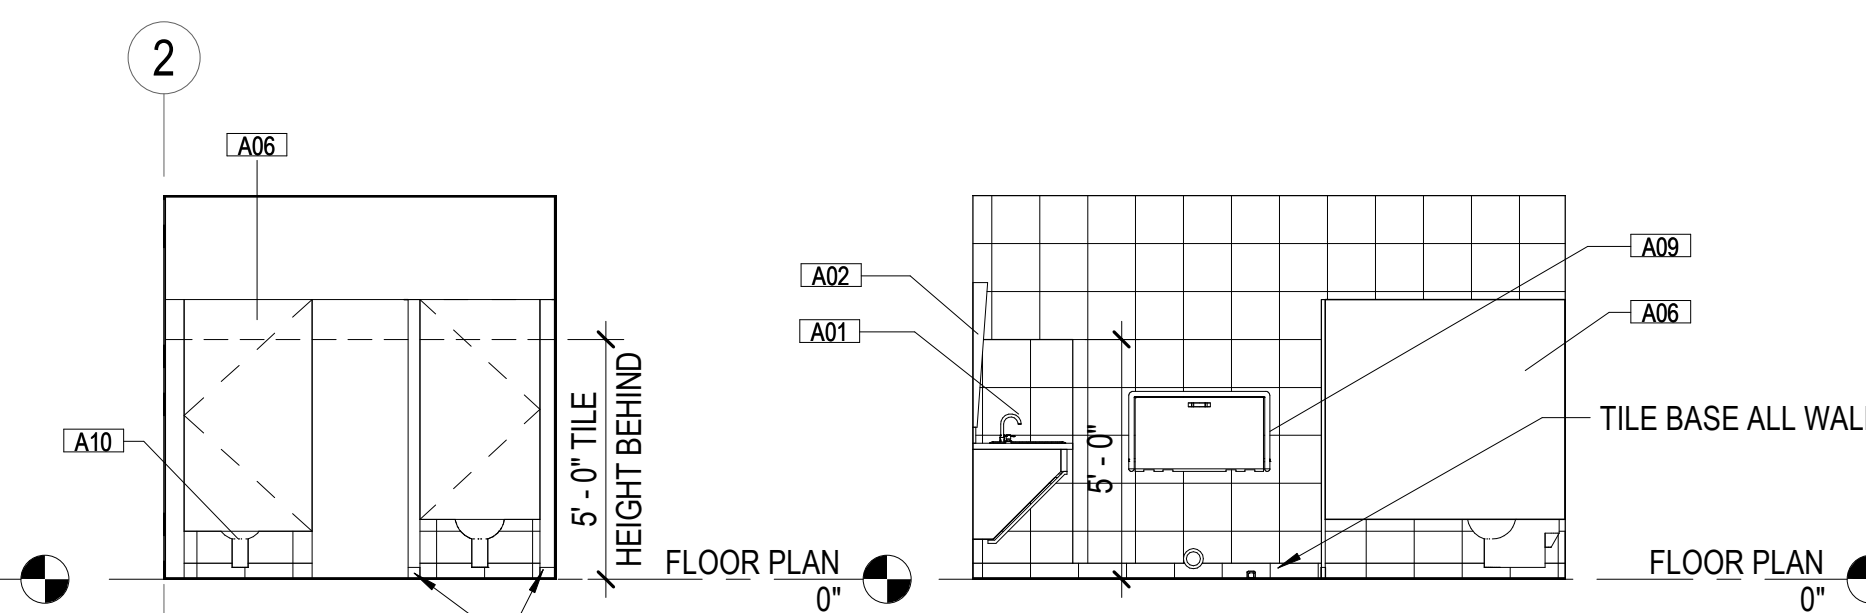 2
A06
A10
5' - 0" TILE
HEIGHT BEHIND
FLOOR PLAN
0"
A02
A01
5' - 0"
A09
A06
TILE BASE ALL WAL
FLOOR PLAN
0"